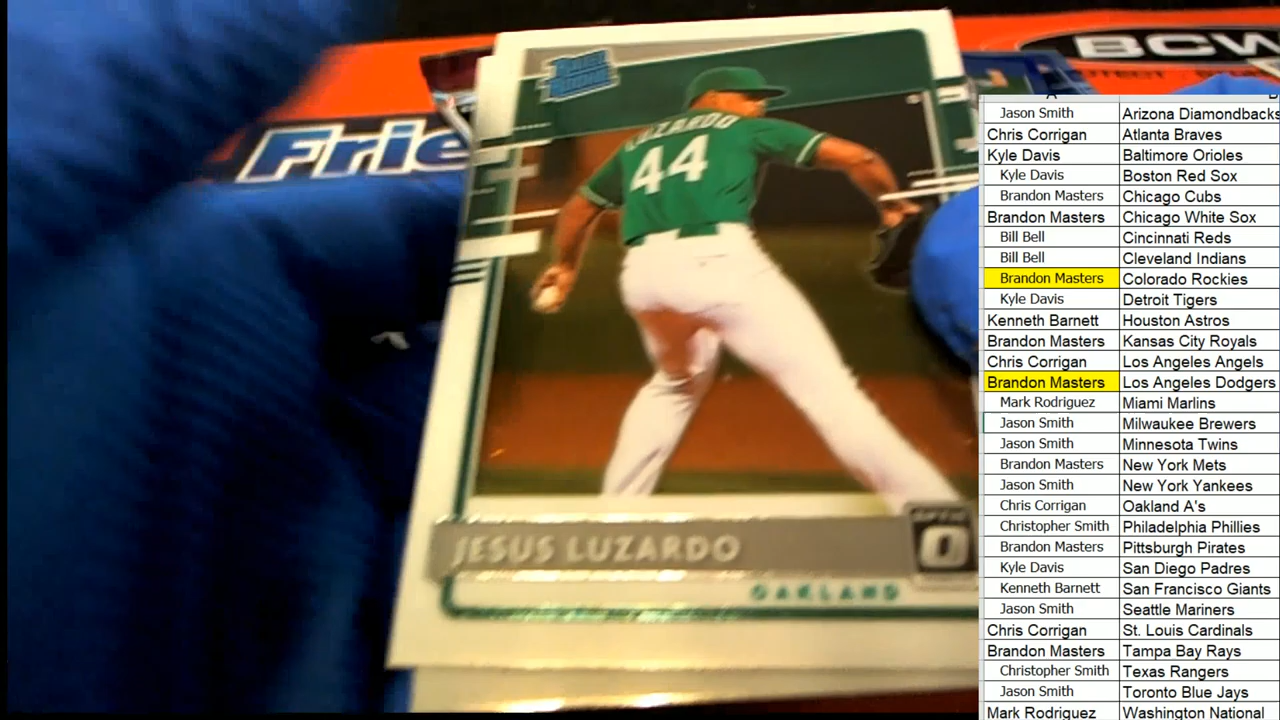 BCW
Frie
LUZARDO
44
JESUS LUZARDO
OPTIC
OAKLAND
A B
Jason Smith Arizona Diamondbacks
Chris Corrigan Atlanta Braves
Kyle Davis Baltimore Orioles
Kyle Davis Boston Red Sox
Brandon Masters Chicago Cubs
Brandon Masters Chicago White Sox
Bill Bell Cincinnati Reds
Bill Bell Cleveland Indians
Brandon Masters Colorado Rockies
Kyle Davis Detroit Tigers
Kenneth Barnett Houston Astros
Brandon Masters Kansas City Royals
Chris Corrigan Los Angeles Angels
Brandon Masters Los Angeles Dodgers
Mark Rodriguez Miami Marlins
Jason Smith Milwaukee Brewers
Jason Smith Minnesota Twins
Brandon Masters New York Mets
Jason Smith New York Yankees
Chris Corrigan Oakland A's
Christopher Smith Philadelphia Phillies
Brandon Masters Pittsburgh Pirates
Kyle Davis San Diego Padres
Kenneth Barnett San Francisco Giants
Jason Smith Seattle Mariners
Chris Corrigan St. Louis Cardinals
Brandon Masters Tampa Bay Rays
Christopher Smith Texas Rangers
Jason Smith Toronto Blue Jays
Mark Rodriguez Washington National